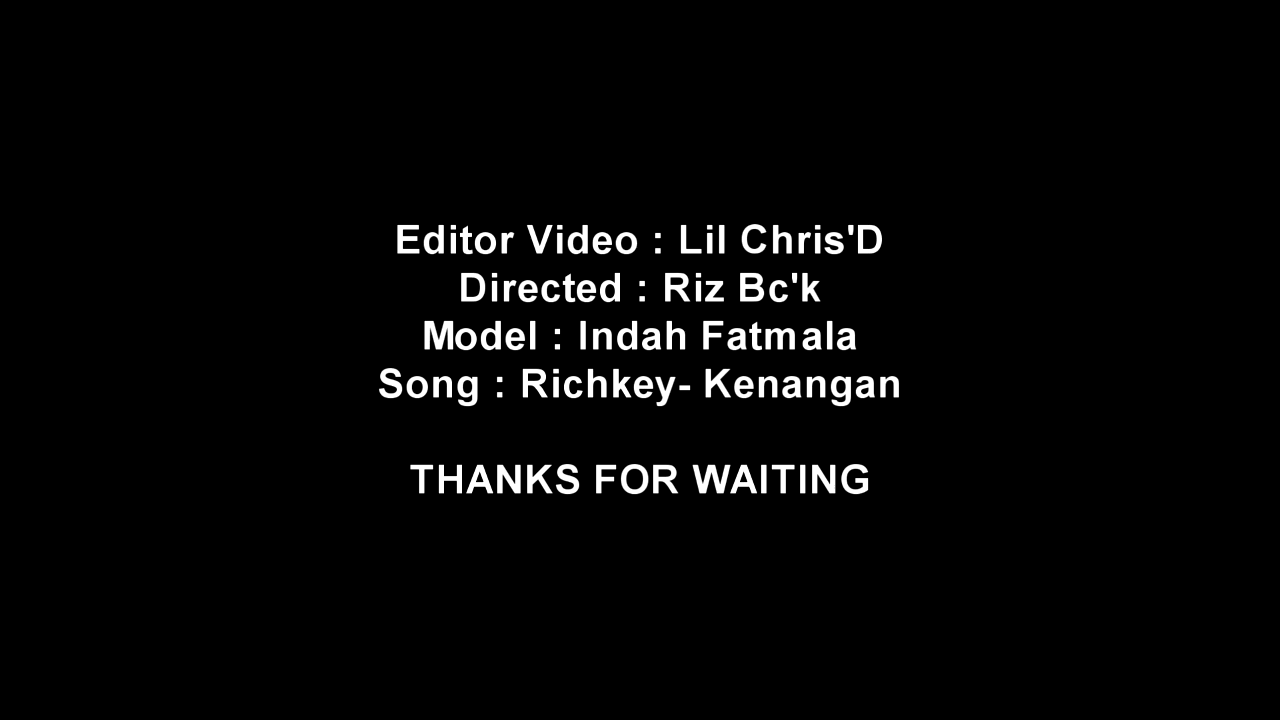 Editor Video : Lil Chris'D
Directed : Riz Bc'k
Model : Indah Fatmala
Song : Richkey- Kenangan
THANKS FOR WAITING